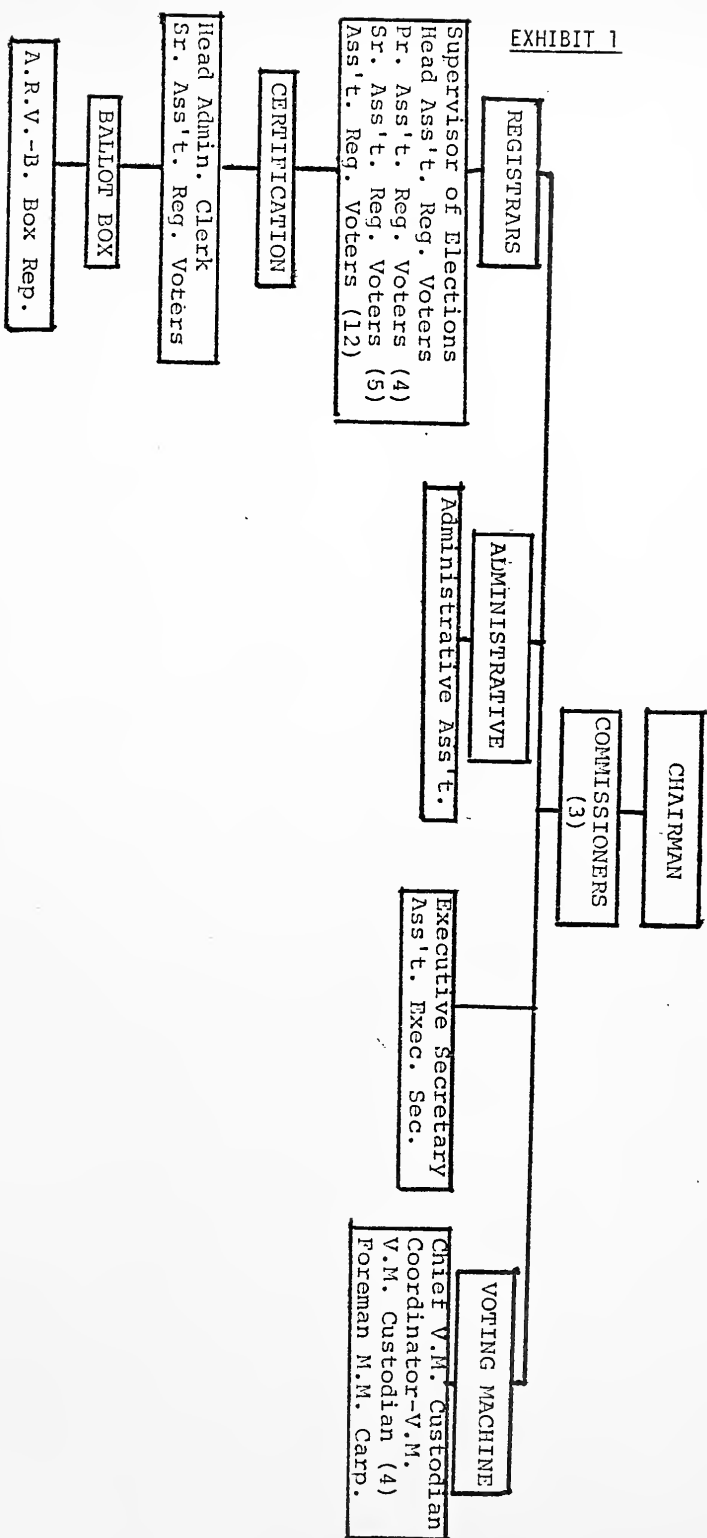 EXHIBIT 1
CHAIRMAN
COMMISSIONERS
(3)
REGISTRARS
Supervisor of Elections
Head Ass't. Reg. Voters
Pr. Ass't. Reg. Voters (4)
Sr. Ass't. Reg. Voters (5)
Ass't. Reg. Voters (12)
CERTIFICATION
Head Admin. Clerk
Sr. Ass't. Reg. Voters
BALLOT BOX
A.R.V.-B. Box Rep.
ADMINISTRATIVE
Administrative Ass't.
Executive Secretary
Ass't. Exec. Sec.
VOTING MACHINE
Chief V.M. Custodian
Coordinator-V.M.
V.M. Custodian (4)
Foreman M.M. Carp.